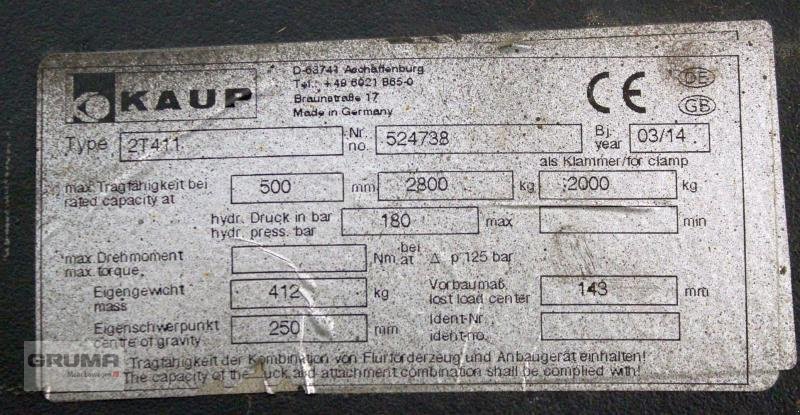 KAUP
D-63741 Aschaffenburg
Tel.: +49 6021 865-0
Braunstraße 17
Made in Germany
CE
DE
GB
Type 2T411 Nr. no. 524738 Bj. year 03/14
als Klammer/for clamp
max. Tragfähigkeit bei rated capacity at 500 mm 2800 kg 2000 kg
hydr. Druck in bar hydr. press. bar 180 max min
max. Drehmoment max. torque Nm bei at Δ p 125 bar
Eigengewicht mass 412 kg Vorbaumaß lost load center 143 mm
Eigenschwerpunkt centre of gravity 250 mm Ident-Nr. ident-no.
Tragfähigkeit der Kombination von Flurförderzeug und Anbaugerät einhalten!
The capacity of the truck and attachment combination shall be complied with!
GRUMA